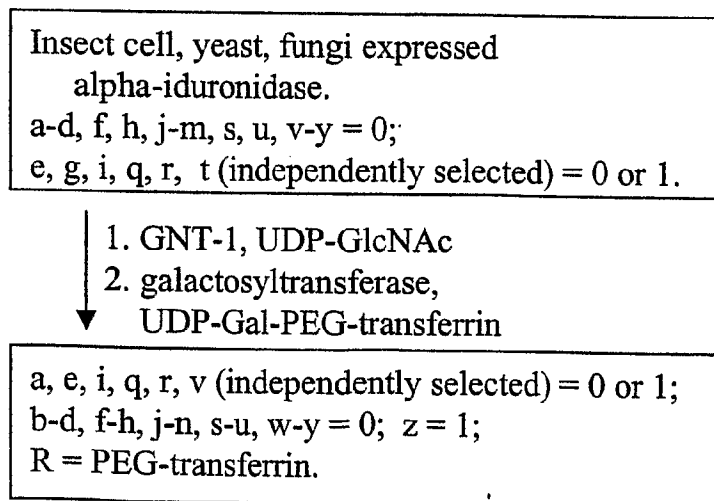 Insect cell, yeast, fungi expressed
alpha-iduronidase.
a-d, f, h, j-m, s, u, v-y = 0;
e, g, i, q, r, t (independently selected) = 0 or 1.
1. GNT-1, UDP-GlcNAc
2. galactosyltransferase,
UDP-Gal-PEG-transferrin
a, e, i, q, r, v (independently selected) = 0 or 1;
b-d, f-h, j-n, s-u, w-y = 0; z = 1;
R = PEG-transferrin.